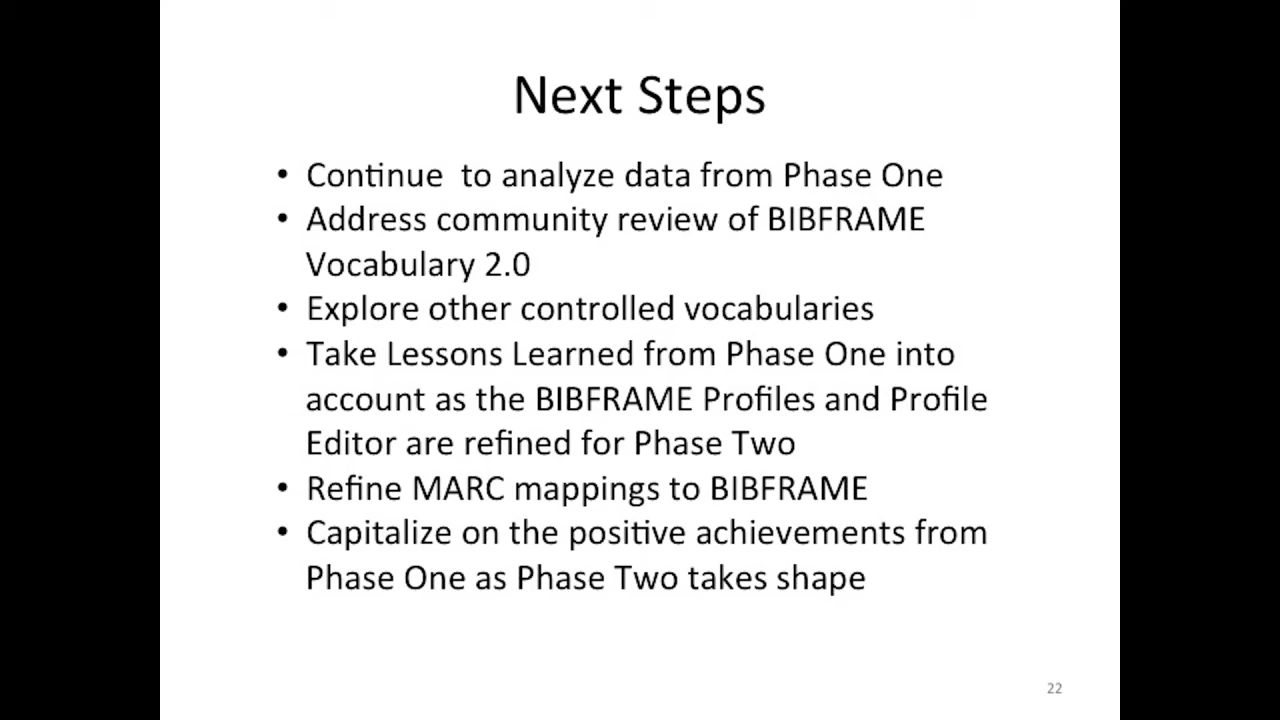 Next Steps
• Continue  to analyze data from Phase One
• Address community review of BIBFRAME
Vocabulary 2.0
• Explore other controlled vocabularies
• Take Lessons Learned from Phase One into
account as the BIBFRAME Profiles and Profile
Editor are refined for Phase Two
• Refine MARC mappings to BIBFRAME
• Capitalize on the positive achievements from
Phase One as Phase Two takes shape
22